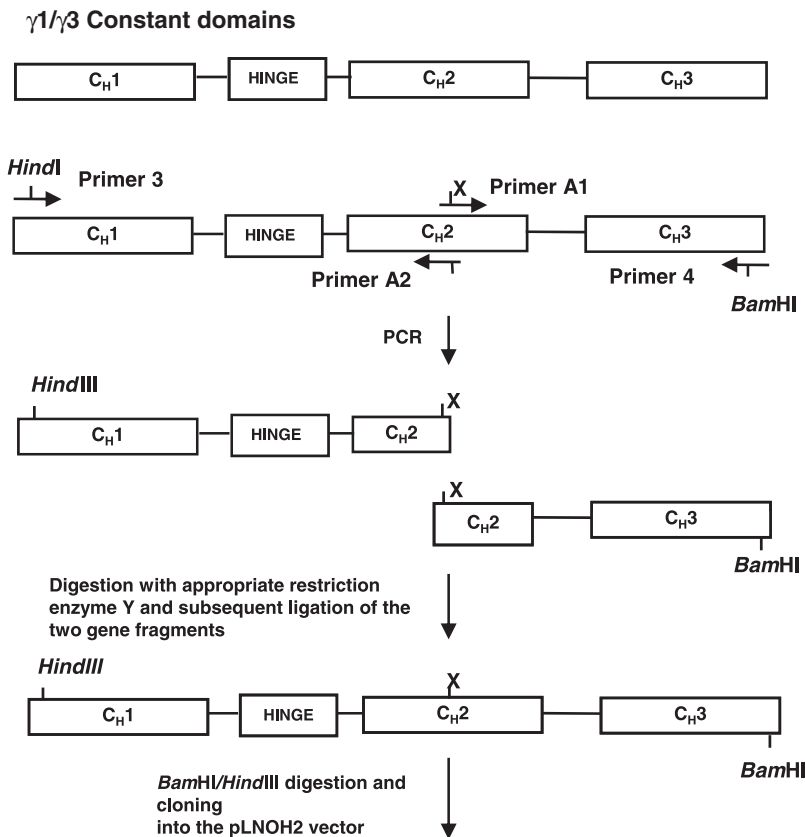 γ1/γ3 Constant domains
CH1 HINGE CH2 CH3
HindI
Primer 3
X
Primer A1
CH1 HINGE CH2 CH3
Primer A2
Primer 4
BamHI
PCR
HindIII
X
CH1 HINGE CH2
X
CH2 CH3
BamHI
Digestion with appropriate restriction
enzyme Y and subsequent ligation of the
two gene fragments
HindIII
X
CH1 HINGE CH2 CH3
BamHI
BamHI/HindIII digestion and
cloning
into the pLNOH2 vector